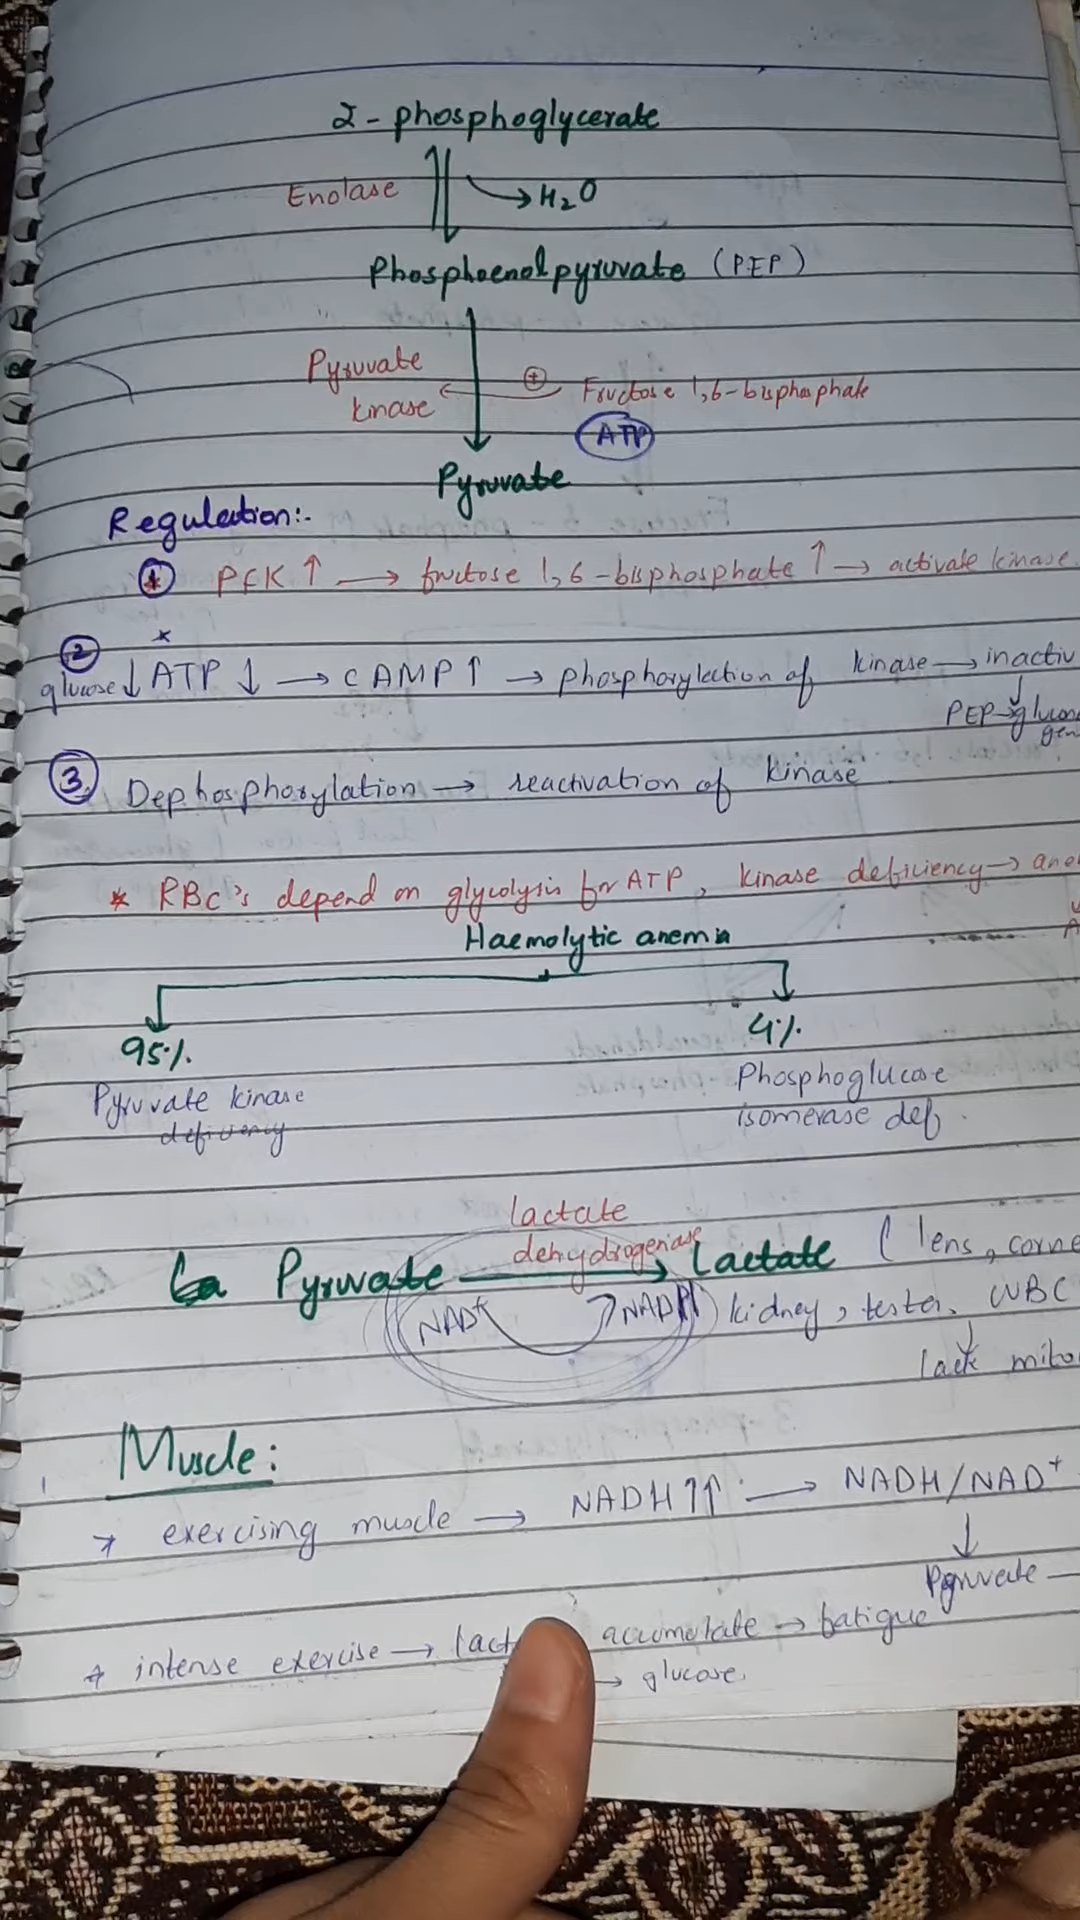 2-phosphoglycerate
Enolase → H₂O
Phosphoenolpyruvate (PEP)
Pyruvate kinase ← ⊕ Fructose 1,6-bisphosphate
ATP
Pyruvate
Regulation:-
* PFK ↑ → fructose 1,6-bisphosphate ↑ → activate kinase
② glucose ↓ *ATP ↓ → cAMP ↑ → phosphorylection of kinase → inactiv
↓
PEP → glucon
gen
③ Dephosphorylation → reactivation of kinase
* RBC's depend on glycolysis for ATP, kinase deficiency → ane
Haemolytic anemia
95% 4%
Pyruvate kinase deficiency
Phosphoglucose isomerase def.
Pyruvate → lactate dehydrogenase → Lactate ( lens, corne
NAD⁺ kidney, testes, WBC
↓
lack mito
Muscle:
* exercising muscle → NADH ↑↑ → NADH/NAD⁺
↓
Pyruvate –
* intense exercise → lact accumulate → fatigue
→ glucose.